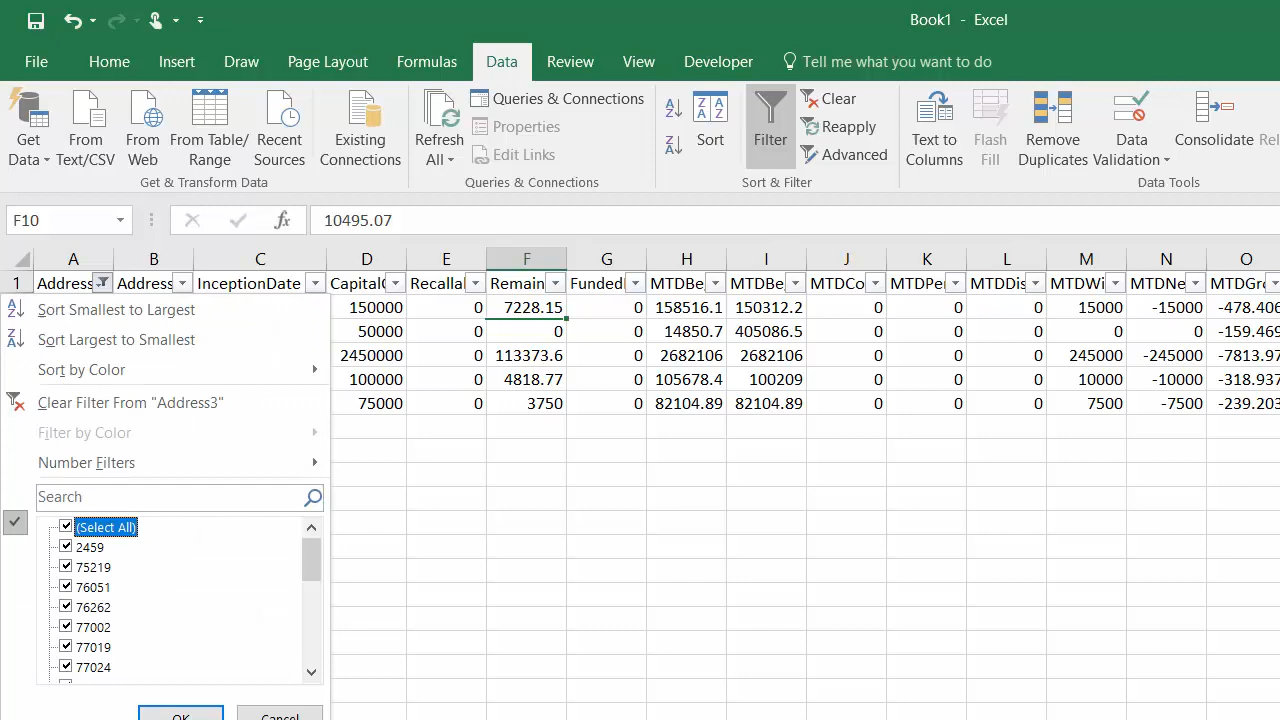 Book1 - Excel
File Home Insert Draw Page Layout Formulas Data Review View Developer Tell me what you want to do
Get Data From Text/CSV From Web From Table/Range Recent Sources Existing Connections
Refresh All Queries & Connections Properties Edit Links
Sort Filter Clear Reapply Advanced
Text to Columns Flash Fill Remove Duplicates Data Validation Consolidate Rel
Get & Transform Data Queries & Connections Sort & Filter Data Tools
F10 fx 10495.07
A B C D E F G H I J K L M N O
1 Address Address InceptionDate Capital Recallal Remain Funded MTDBe MTDBe. MTDCo MTDPe MTDDis MTDWi MTDNe MTDGro
150000 0 7228.15 0 158516.1 150312.2 0 0 0 15000 -15000 -478.406
50000 0 0 0 14850.7 405086.5 0 0 0 0 0 -159.469
2450000 0 113373.6 0 2682106 2682106 0 0 0 245000 -245000 -7813.97
100000 0 4818.77 0 105678.4 100209 0 0 0 10000 -10000 -318.937
75000 0 3750 0 82104.89 82104.89 0 0 0 7500 -7500 -239.203
Sort Smallest to Largest
Sort Largest to Smallest
Sort by Color
Clear Filter From "Address3"
Filter by Color
Number Filters
Search
(Select All)
2459
75219
76051
76262
77002
77019
77024
OK Cancel